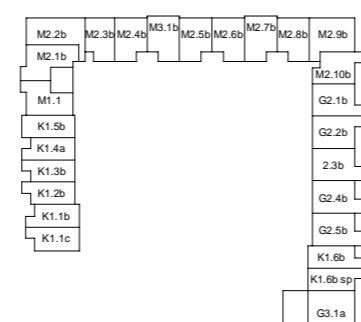 M2.2b
M2.3b
M2.4b
M3.1b
M2.5b
M2.6b
M2.7b
M2.8b
M2.9b
M2.1b
M1.1
K1.5b
K1.4a
K1.3b
K1.2b
K1.1b
K1.1c
M2.10b
G2.1b
G2.2b
2.3b
G2.4b
G2.5b
K1.6b
K1.6b sp
G3.1a